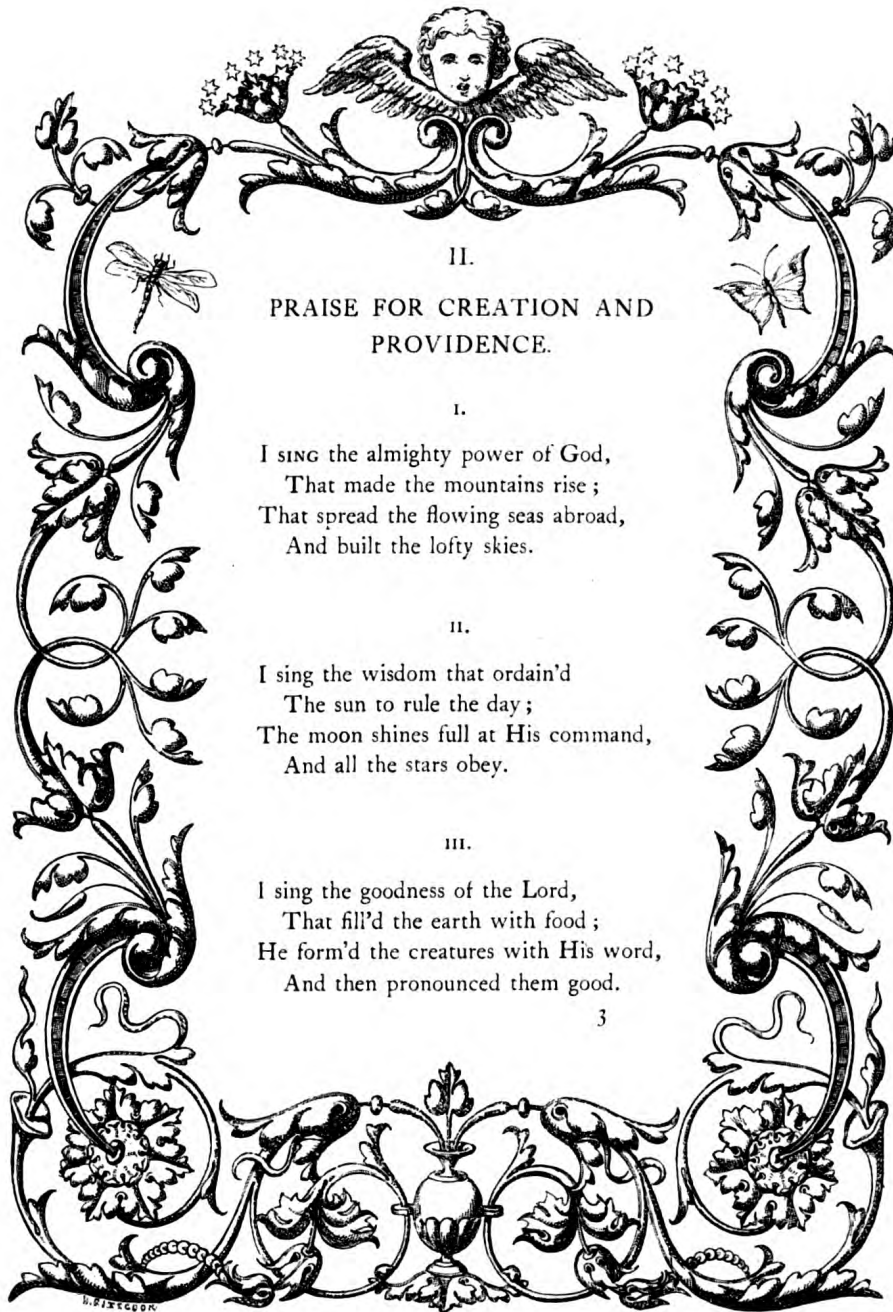 II.
PRAISE FOR CREATION AND
PROVIDENCE.
I.
I SING the almighty power of God,
That made the mountains rise ;
That spread the flowing seas abroad,
And built the lofty skies.
II.
I sing the wisdom that ordain'd
The sun to rule the day ;
The moon shines full at His command,
And all the stars obey.
III.
I sing the goodness of the Lord,
That fill'd the earth with food ;
He form'd the creatures with His word,
And then pronounced them good.
3